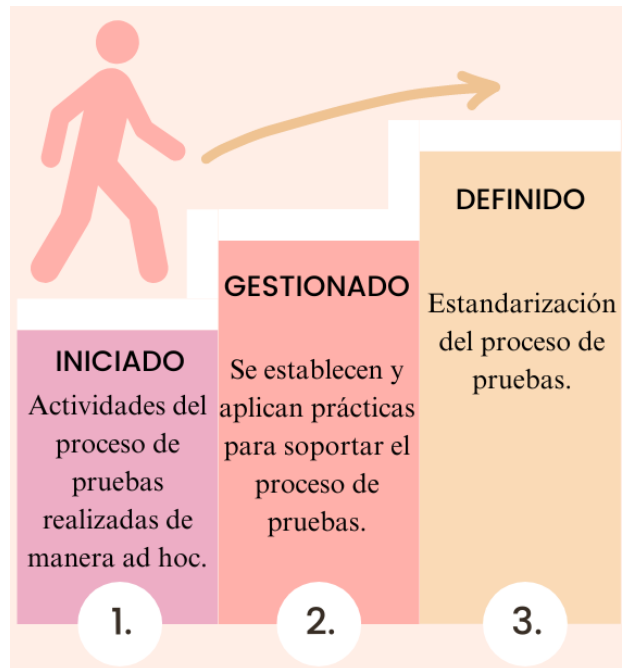 INICIADO
Actividades del
proceso de
pruebas
realizadas de
manera ad hoc.
1.
GESTIONADO
Se establecen y
aplican prácticas
para soportar el
proceso de
pruebas.
2.
DEFINIDO
Estandarización
del proceso de
pruebas.
3.